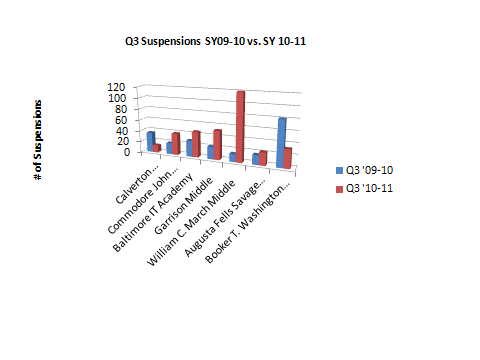 Q3 Suspensions SY09-10 vs. SY 10-11
# of Suspensions
120
100
80
60
40
20
0
Calverton...
Commodore John...
Baltimore IT Academy
Garrison Middle
William C. March Middle
Augusta Fells Savage...
Booker T. Washington...
Q3 '09-10
Q3 '10-11